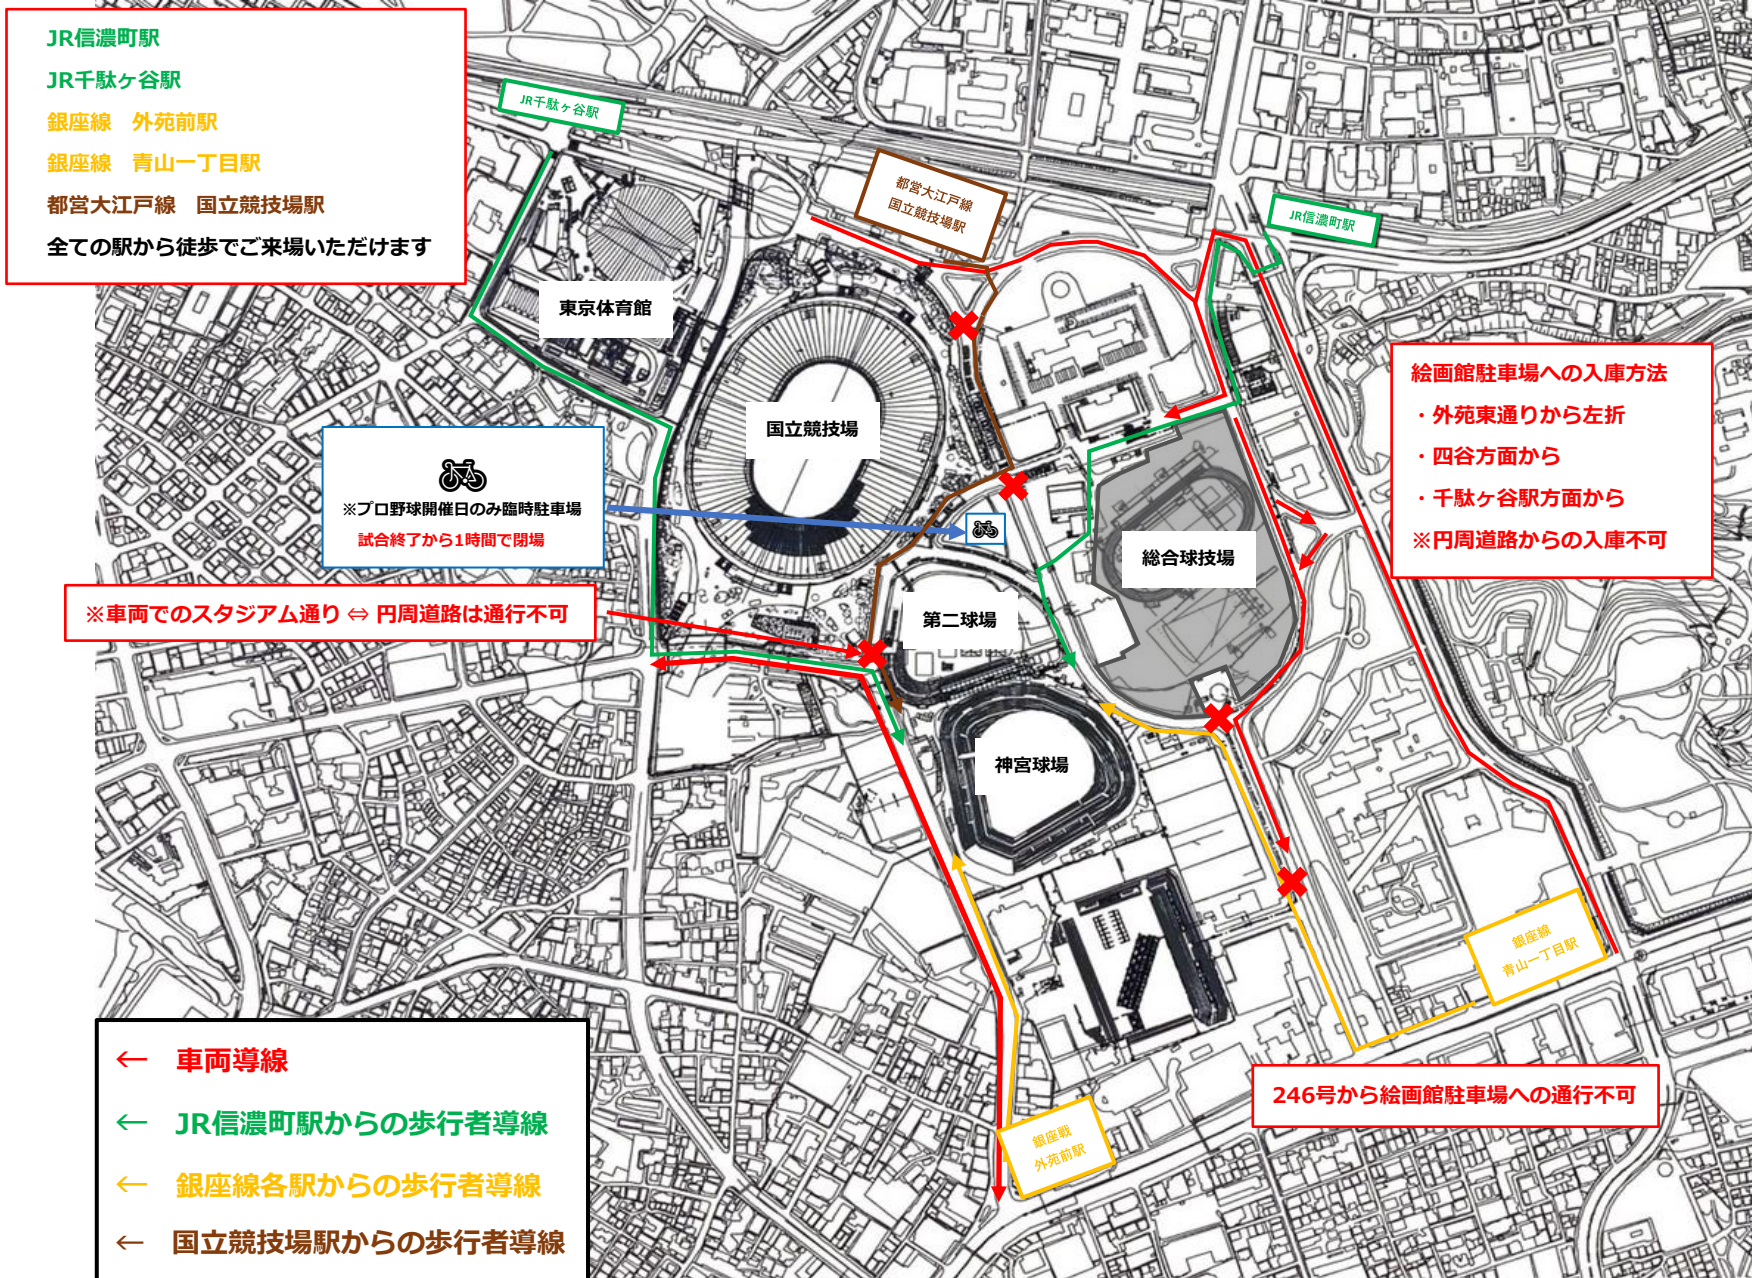 JR信濃町駅
JR千駄ヶ谷駅
銀座線　外苑前駅
銀座線　青山一丁目駅
都営大江戸線　国立競技場駅
全ての駅から徒歩でご来場いただけます
JR千駄ヶ谷駅
都営大江戸線
国立競技場駅
JR信濃町駅
東京体育館
国立競技場
絵画館駐車場への入庫方法
・外苑東通りから左折
・四谷方面から
・千駄ヶ谷駅方面から
※円周道路からの入庫不可
※プロ野球開催日のみ臨時駐車場
試合終了から1時間で閉場
総合球技場
※車両でのスタジアム通り ⇔ 円周道路は通行不可
第二球場
神宮球場
銀座線
青山一丁目駅
246号から絵画館駐車場への通行不可
銀座戦
外苑前駅
← 車両導線
← JR信濃町駅からの歩行者導線
← 銀座線各駅からの歩行者導線
← 国立競技場駅からの歩行者導線